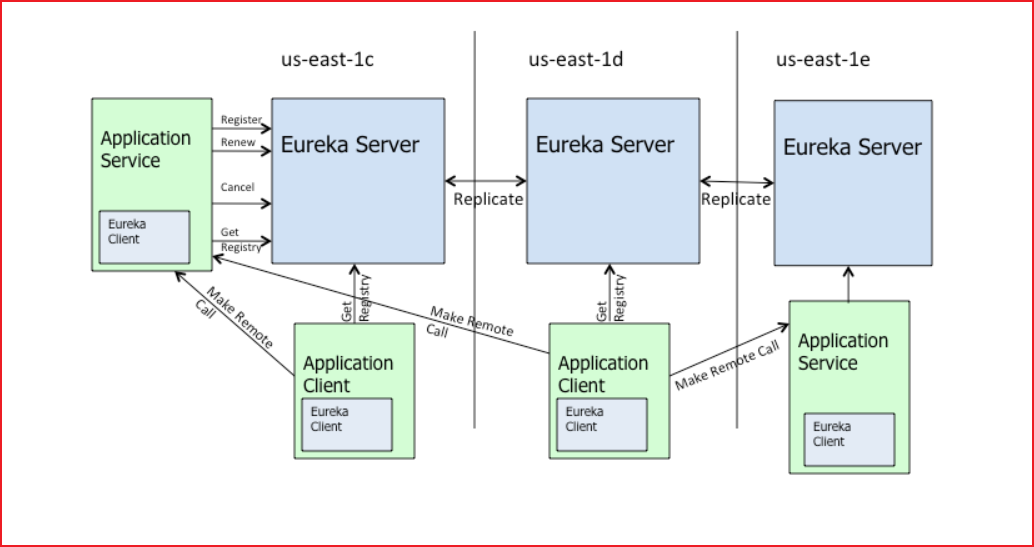 us-east-1c
us-east-1d
us-east-1e
Application
Service
Eureka
Client
Register
Renew
Cancel
Get
Registry
Eureka Server
Replicate
Eureka Server
Replicate
Eureka Server
Make Remote
Call
Get
Registry
Make Remote
Call
Get
Registry
Make Remote Call
Application
Client
Eureka
Client
Application
Client
Eureka
Client
Application
Service
Eureka
Client